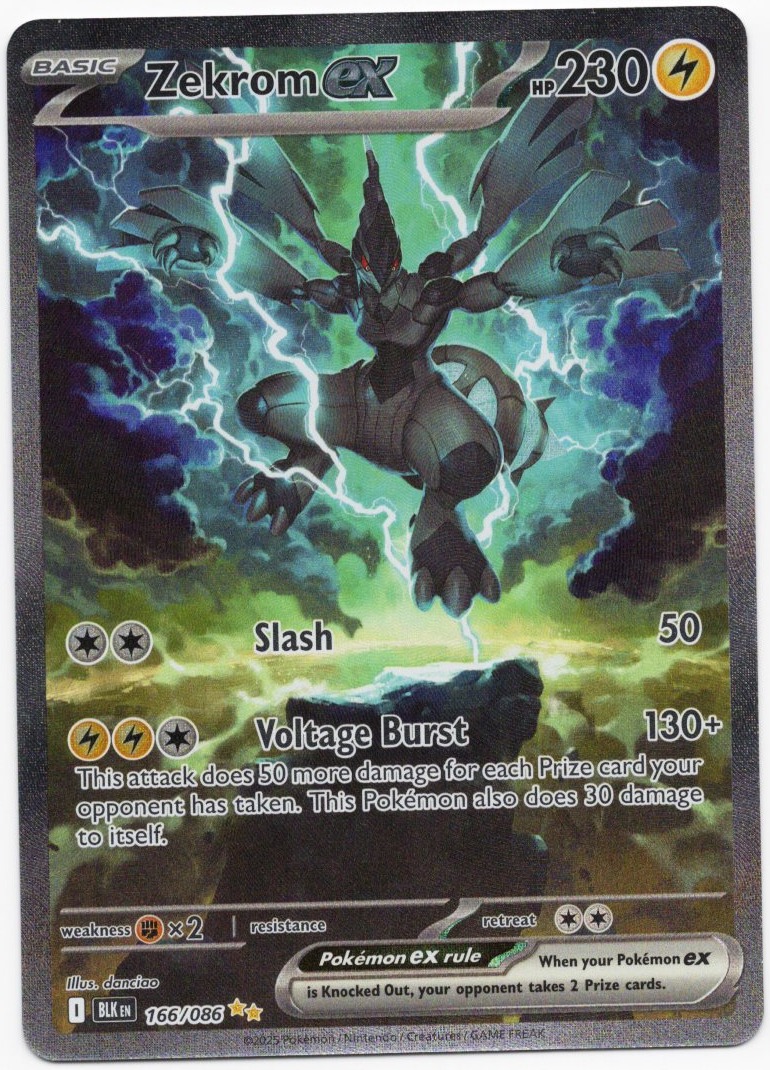 BASIC Zekrom ex HP 230
Slash 50
Voltage Burst 130+
This attack does 50 more damage for each Prize card your
opponent has taken. This Pokémon also does 30 damage
to itself.
weakness ×2 resistance retreat
Pokémon ex rule When your Pokémon ex
is Knocked Out, your opponent takes 2 Prize cards.
Illus. danciao
I BLK EN 166/086
©2025 Pokémon / Nintendo / Creatures / GAME FREAK